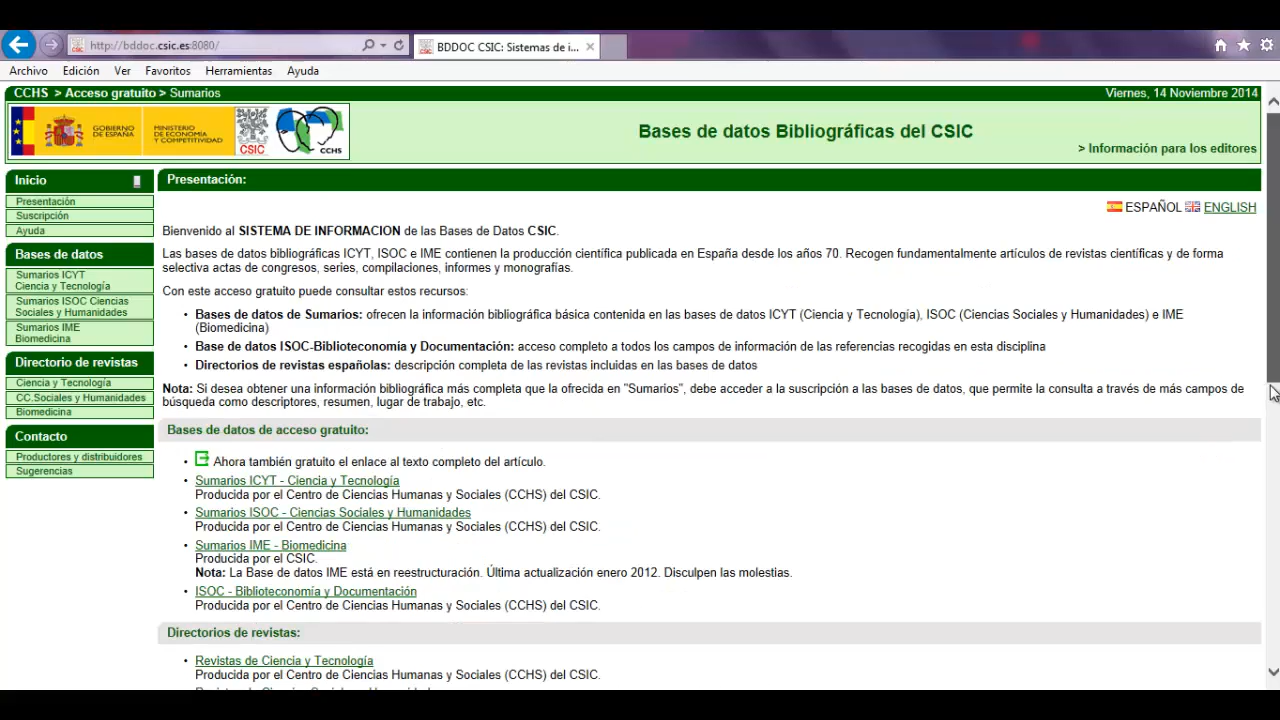 http://bddoc.csic.es:8080/
BDDOC CSIC: Sistemas de i...
Archivo Edición Ver Favoritos Herramientas Ayuda
CCHS > Acceso gratuito > Sumarios
Viernes, 14 Noviembre 2014
GOBIERNO DE ESPAÑA
MINISTERIO DE ECONOMÍA Y COMPETITIVIDAD
CSIC
CCHS
Bases de datos Bibliográficas del CSIC
> Información para los editores
Inicio
Presentación
Suscripción
Ayuda
Bases de datos
Sumarios ICYT
Ciencia y Tecnología
Sumarios ISOC Ciencias
Sociales y Humanidades
Sumarios IME
Biomedicina
Directorio de revistas
Ciencia y Tecnología
CC.Sociales y Humanidades
Biomedicina
Contacto
Productores y distribuidores
Sugerencias
Presentación:
ESPAÑOL ENGLISH
Bienvenido al SISTEMA DE INFORMACION de las Bases de Datos CSIC.
Las bases de datos bibliográficas ICYT, ISOC e IME contienen la producción científica publicada en España desde los años 70. Recogen fundamentalmente artículos de revistas científicas y de forma
selectiva actas de congresos, series, compilaciones, informes y monografías.
Con este acceso gratuito puede consultar estos recursos:
• Bases de datos de Sumarios: ofrecen la información bibliográfica básica contenida en las bases de datos ICYT (Ciencia y Tecnología), ISOC (Ciencias Sociales y Humanidades) e IME
(Biomedicina)
• Base de datos ISOC-Biblioteconomía y Documentación: acceso completo a todos los campos de información de las referencias recogidas en esta disciplina
• Directorios de revistas españolas: descripción completa de las revistas incluidas en las bases de datos
Nota: Si desea obtener una información bibliográfica más completa que la ofrecida en "Sumarios", debe acceder a la suscripción a las bases de datos, que permite la consulta a través de más campos de
búsqueda como descriptores, resumen, lugar de trabajo, etc.
Bases de datos de acceso gratuito:
• Ahora también gratuito el enlace al texto completo del artículo.
• Sumarios ICYT - Ciencia y Tecnología
Producida por el Centro de Ciencias Humanas y Sociales (CCHS) del CSIC.
• Sumarios ISOC - Ciencias Sociales y Humanidades
Producida por el Centro de Ciencias Humanas y Sociales (CCHS) del CSIC.
• Sumarios IME - Biomedicina
Producida por el CSIC.
Nota: La Base de datos IME está en reestructuración. Última actualización enero 2012. Disculpen las molestias.
• ISOC - Biblioteconomía y Documentación
Producida por el Centro de Ciencias Humanas y Sociales (CCHS) del CSIC.
Directorios de revistas:
• Revistas de Ciencia y Tecnología
Producida por el Centro de Ciencias Humanas y Sociales (CCHS) del CSIC.